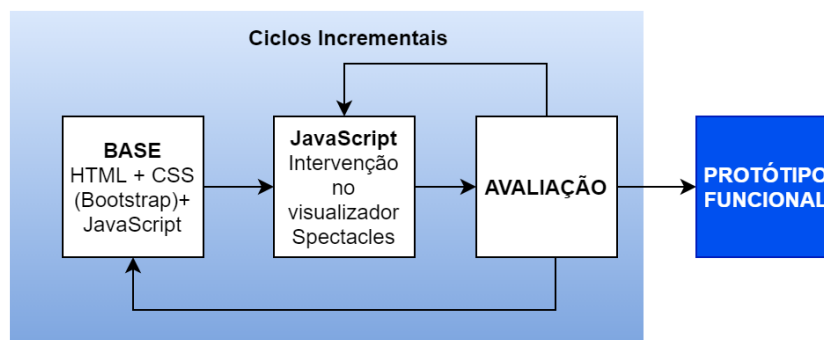 Ciclos Incrementais
BASE
HTML + CSS
(Bootstrap)+
JavaScript
JavaScript
Intervenção
no
visualizador
Spectacles
AVALIAÇÃO
PROTÓTIPO
FUNCIONAL